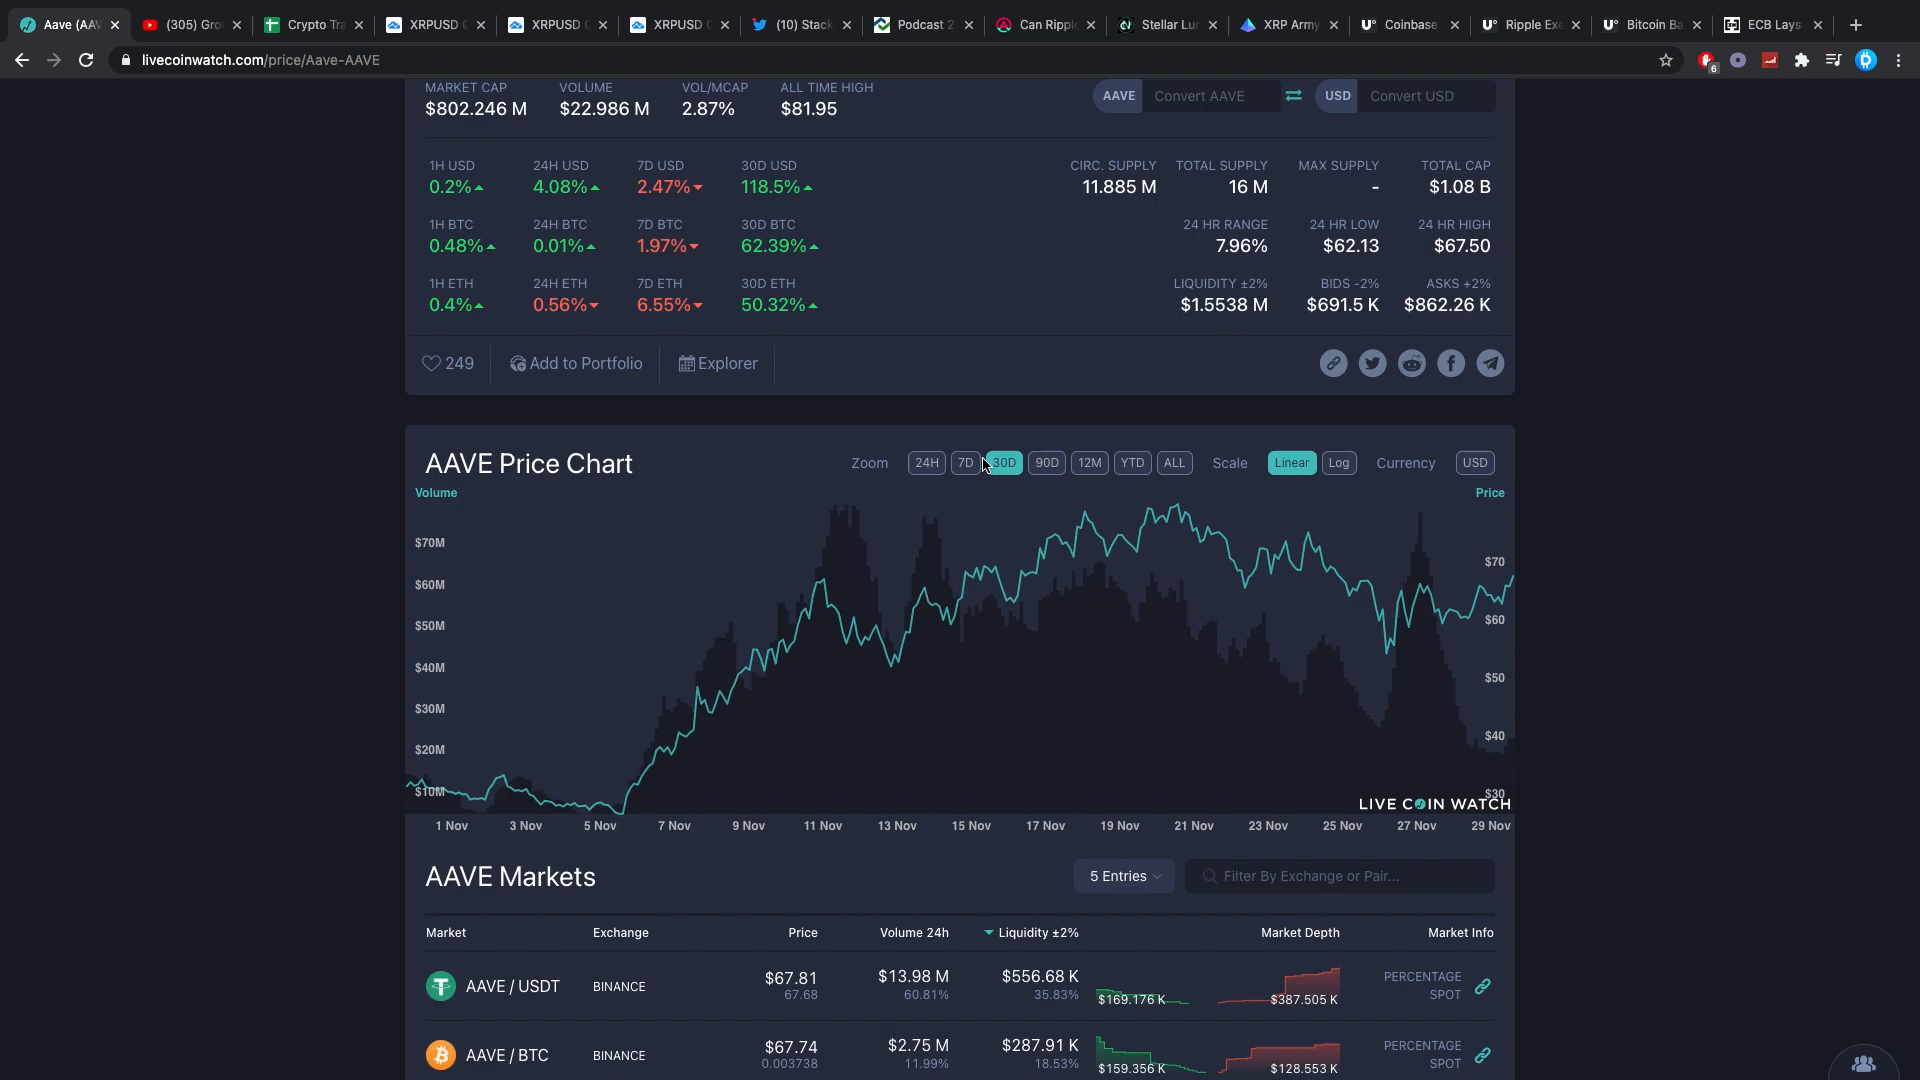 Aave (AA
(305) Gro
Crypto Tra
XRPUSD
XRPUSD
XRPUSD
(10) Stack
Podcast 2
Can Ripple
Stellar Lu
XRP Army
Coinbase
Ripple Exe
Bitcoin Ba
ECB Lays
livecoinwatch.com/price/Aave-AAVE
6
MARKET CAP VOLUME VOL/MCAP ALL TIME HIGH
$802.246 M $22.986 M 2.87% $81.95
AAVE Convert AAVE USD Convert USD
1H USD 24H USD 7D USD 30D USD CIRC. SUPPLY TOTAL SUPPLY MAX SUPPLY TOTAL CAP
0.2% 4.08% 2.47% 118.5% 11.885 M 16 M - $1.08 B
1H BTC 24H BTC 7D BTC 30D BTC 24 HR RANGE 24 HR LOW 24 HR HIGH
0.48% 0.01% 1.97% 62.39% 7.96% $62.13 $67.50
1H ETH 24H ETH 7D ETH 30D ETH LIQUIDITY ±2% BIDS -2% ASKS +2%
0.4% 0.56% 6.55% 50.32% $1.5538 M $691.5 K $862.26 K
249 Add to Portfolio Explorer
AAVE Price Chart Zoom 24H 7D 30D 90D 12M YTD ALL Scale Linear Log Currency USD
Volume Price
$70M
$60M
$50M
$40M
$30M
$20M
$10M
$70
$60
$50
$40
$30
LIVE COIN WATCH
1 Nov 3 Nov 5 Nov 7 Nov 9 Nov 11 Nov 13 Nov 15 Nov 17 Nov 19 Nov 21 Nov 23 Nov 25 Nov 27 Nov 29 Nov
AAVE Markets 5 Entries Filter By Exchange or Pair...
Market Exchange Price Volume 24h Liquidity ±2% Market Depth Market Info
AAVE / USDT BINANCE $67.81 $13.98 M $556.68 K PERCENTAGE
67.68 60.81% 35.83% $169.176 K $387.505 K SPOT
AAVE / BTC BINANCE $67.74 $2.75 M $287.91 K PERCENTAGE
0.003738 11.99% 18.53% $159.356 K $128.553 K SPOT